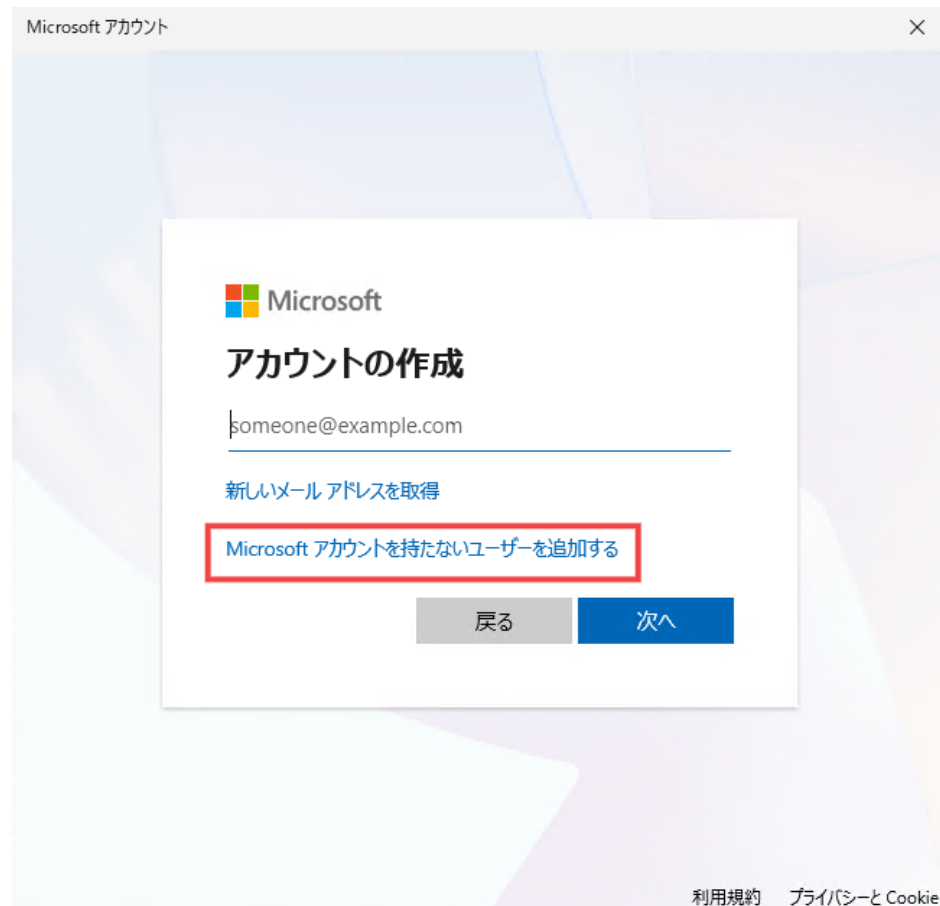 Microsoft アカウント
Microsoft
アカウントの作成
someone@example.com
新しいメール アドレスを取得
Microsoft アカウントを持たないユーザーを追加する
戻る 次へ
利用規約 プライバシーと Cookie